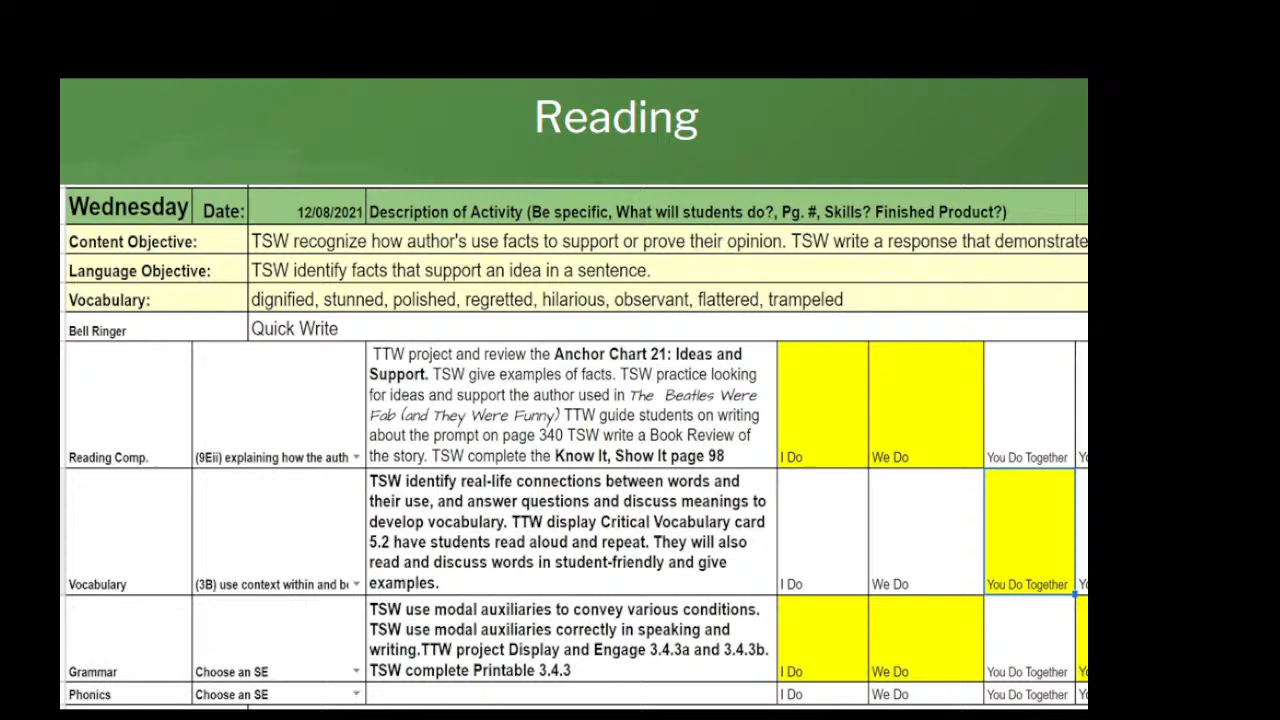 Reading
Wednesday Date: 12/08/2021 Description of Activity (Be specific, What will students do?, Pg. #, Skills? Finished Product?)
Content Objective: TSW recognize how author's use facts to support or prove their opinion. TSW write a response that demonstrate
Language Objective: TSW identify facts that support an idea in a sentence.
Vocabulary: dignified, stunned, polished, regretted, hilarious, observant, flattered, trampeled
Bell Ringer Quick Write
TTW project and review the Anchor Chart 21: Ideas and
Support. TSW give examples of facts. TSW practice looking
for ideas and support the author used in The Beatles Were
Fab (and They Were Funny) TTW guide students on writing
about the prompt on page 340 TSW write a Book Review of
Reading Comp. (9Eii) explaining how the auth the story. TSW complete the Know It, Show It page 98 I Do We Do You Do Together
TSW identify real-life connections between words and
their use, and answer questions and discuss meanings to
develop vocabulary. TTW display Critical Vocabulary card
5.2 have students read aloud and repeat. They will also
read and discuss words in student-friendly and give
Vocabulary (3B) use context within and b examples. I Do We Do You Do Together
TSW use modal auxiliaries to convey various conditions.
TSW use modal auxiliaries correctly in speaking and
writing.TTW project Display and Engage 3.4.3a and 3.4.3b.
Grammar Choose an SE TSW complete Printable 3.4.3 I Do We Do You Do Together
Phonics Choose an SE I Do We Do You Do Together